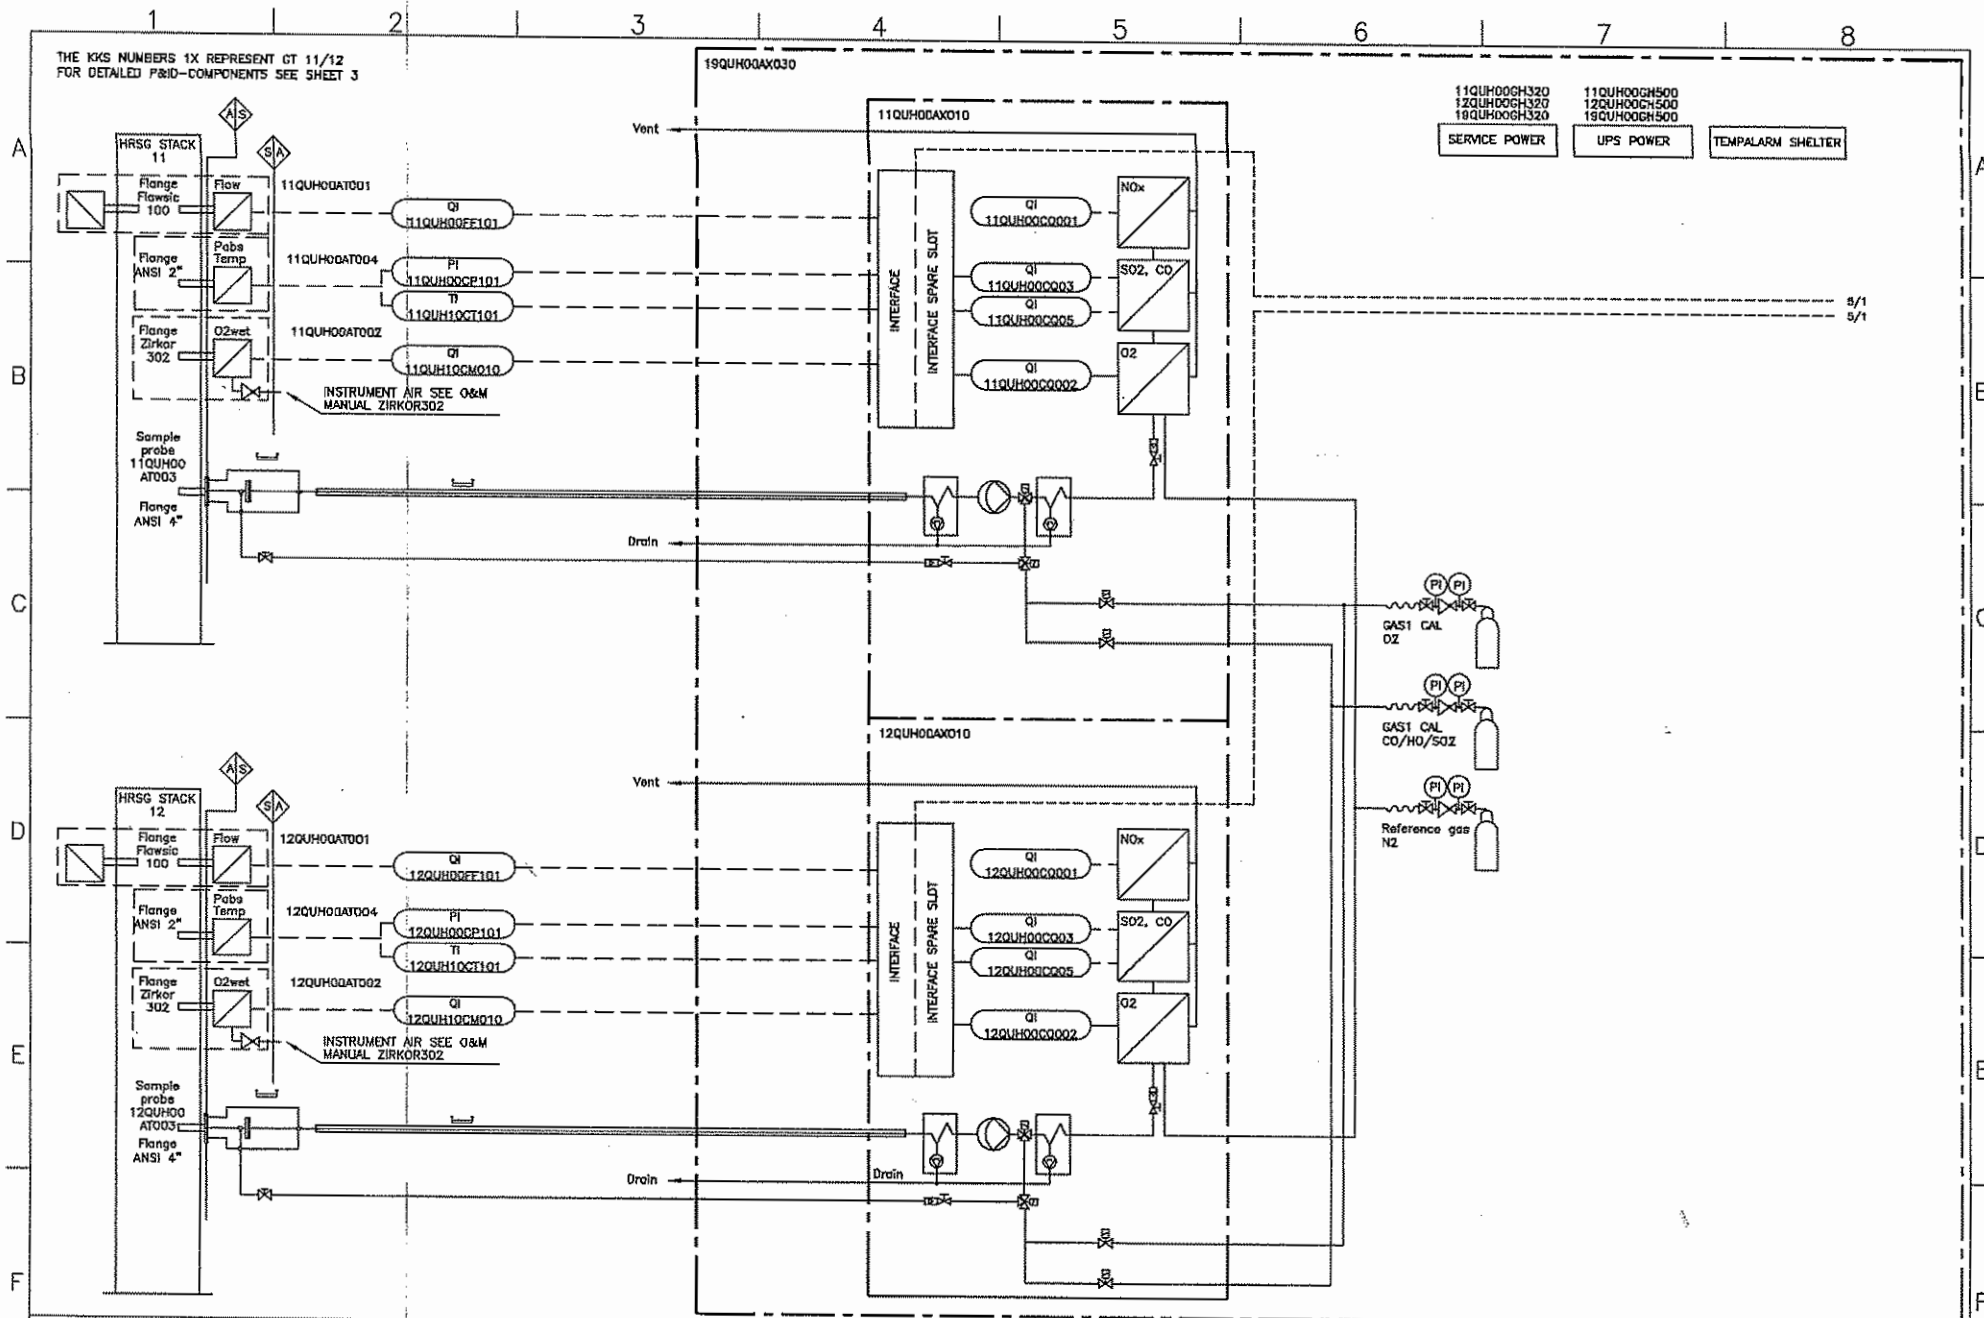 1 2 3 4 5 6 7 8
THE KKS NUMBERS 1X REPRESENT GT 11/12
FOR DETAILED P&ID-COMPONENTS SEE SHEET 3
19QUH00AX030
11QUH00GH320 11QUH00GH500
12QUH00GH320 12QUH00GH500
19QUH00GH320 19QUH00GH500
SERVICE POWER UPS POWER TEMPALARM SHELTER
A
A
B
B
C
C
D
D
E
E
F
F
A S
S A
HRSG STACK
11
Flange
Flowsic
100
Flow
11QUH00AT001
QI
11QUH00FF101
Flange
ANSI 2"
Pabs
Temp
11QUH00AT004
PI
11QUH00CP101
TI
11QUH10CT101
Flange
Zirkor
302
O2wet
11QUH00AT002
QI
11QUH10CM010
INSTRUMENT AIR SEE O&M
MANUAL ZIRKOR302
Sample
probe
11QUH00
AT003
Flange
ANSI 4"
Vent
Drain
11QUH00AX010
INTERFACE
INTERFACE SPARE SLOT
QI
11QUH00CQ001
NOx
QI
11QUH00CQ03
QI
11QUH00CQ05
SO2, CO
QI
11QUH00CQ002
O2
5/1
5/1
PI PI
GAS1 CAL
O2
PI PI
GAS1 CAL
CO/NO/SO2
PI PI
Reference gas
N2
A S
S A
HRSG STACK
12
Flange
Flowsic
100
Flow
12QUH00AT001
QI
12QUH00FF101
Flange
ANSI 2"
Pabs
Temp
12QUH00AT004
PI
12QUH00CP101
TI
12QUH10CT101
Flange
Zirkor
302
O2wet
12QUH00AT002
QI
12QUH10CM010
INSTRUMENT AIR SEE O&M
MANUAL ZIRKOR302
Sample
probe
12QUH00
AT003
Flange
ANSI 4"
Vent
Drain
Drain
12QUH00AX010
INTERFACE
INTERFACE SPARE SLOT
QI
12QUH00CQ001
NOx
QI
12QUH00CQ03
QI
12QUH00CQ05
SO2, CO
QI
12QUH00CQ002
O2